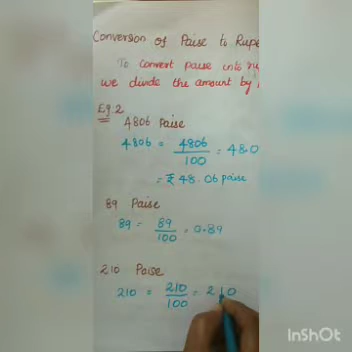 Conversion of Paise to Rupe
To convert paise into
we divide the amount by
Eg.2
4806 Paise
4806 = 4806/100 = 48.0
= ₹ 48.06 paise
89 Paise
89 = 89/100 = 0.89
210 Paise
210 = 210/100 = 2.10
InShOt